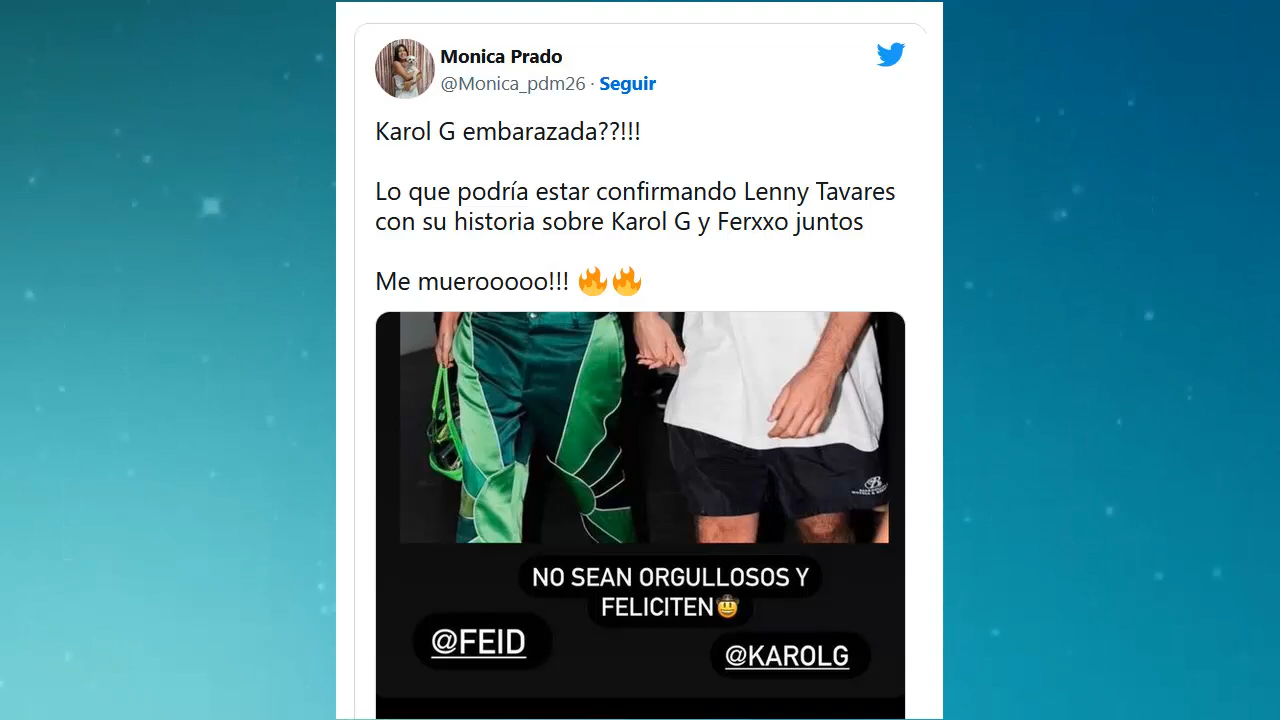 Monica Prado
@Monica_pdm26 · Seguir
Karol G embarazada??!!!
Lo que podría estar confirmando Lenny Tavares
con su historia sobre Karol G y Ferxxo juntos
Me muerooooo!!! 🔥🔥
NO SEAN ORGULLOSOS Y
FELICITEN🤠
@FEID
@KAROLG